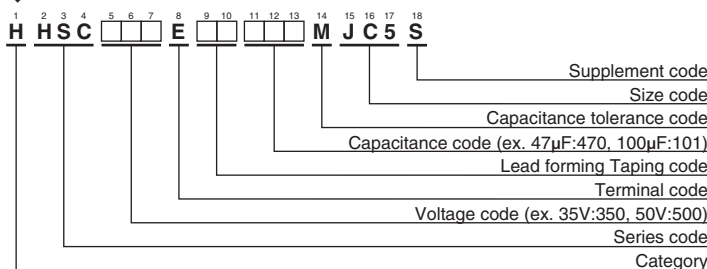 1 2 3 4 5 6 7 8 9 10 11 12 13 14 15 16 17 18
H HSC E M JC5 S
Supplement code
Size code
Capacitance tolerance code
Capacitance code (ex. 47μF:470, 100μF:101)
Lead forming Taping code
Terminal code
Voltage code (ex. 35V:350, 50V:500)
Series code
Category